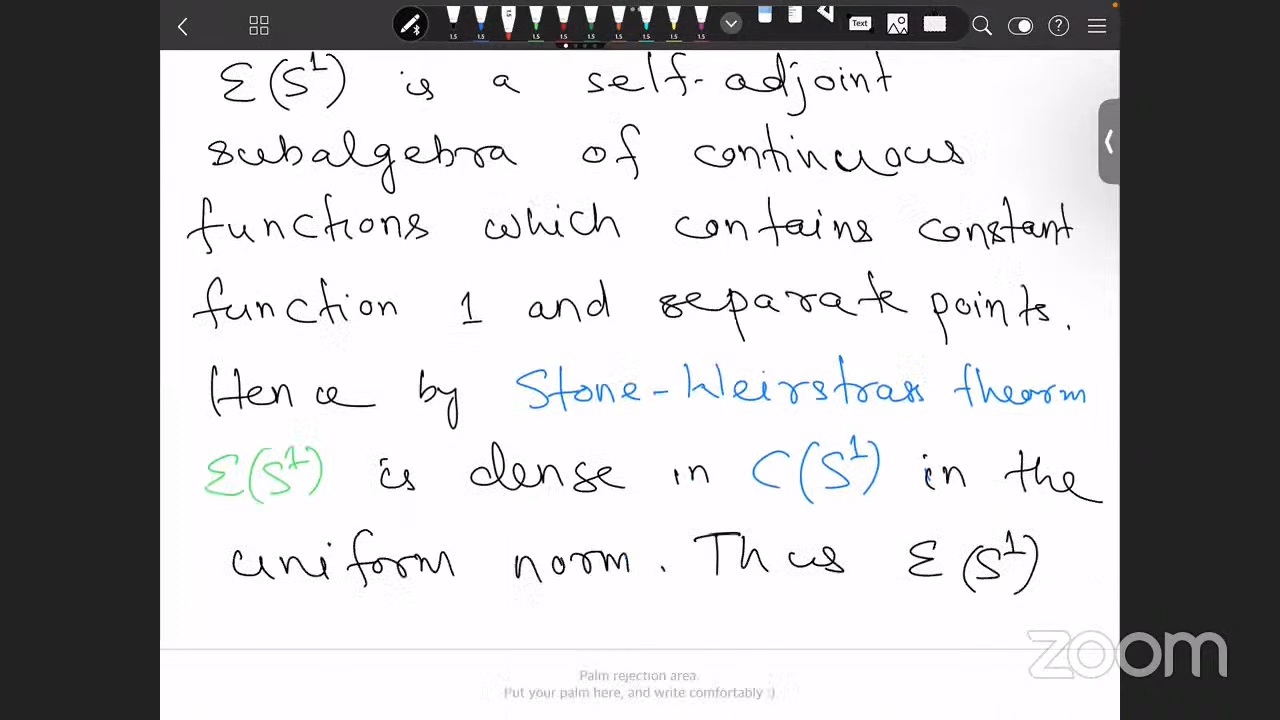 Text
ℰ(S¹) is a self-adjoint
subalgebra of continuous
functions which contains constant
function 1 and separate points.
Hence by Stone-Weirstrass theorm
ℰ(S¹) is dense in C(S¹) in the
uniform norm. Thus ℰ(S¹)
zoom
Palm rejection area.
Put your palm here, and write comfortably :)